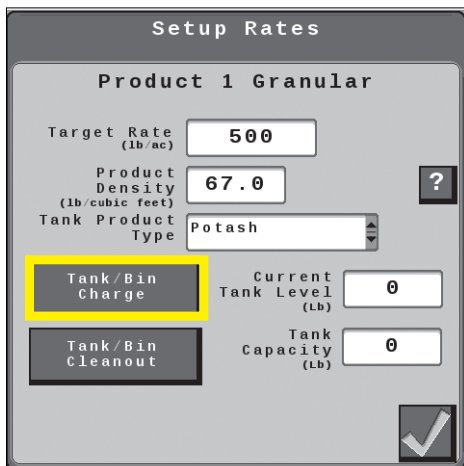 Setup Rates
Product 1 Granular
Target Rate
(lb/ac)
500
Product
Density
(lb/cubic feet)
67.0
?
Tank Product
Type
Potash
Tank/Bin
Charge
Current
Tank Level
(Lb)
0
Tank/Bin
Cleanout
Tank
Capacity
(Lb)
0